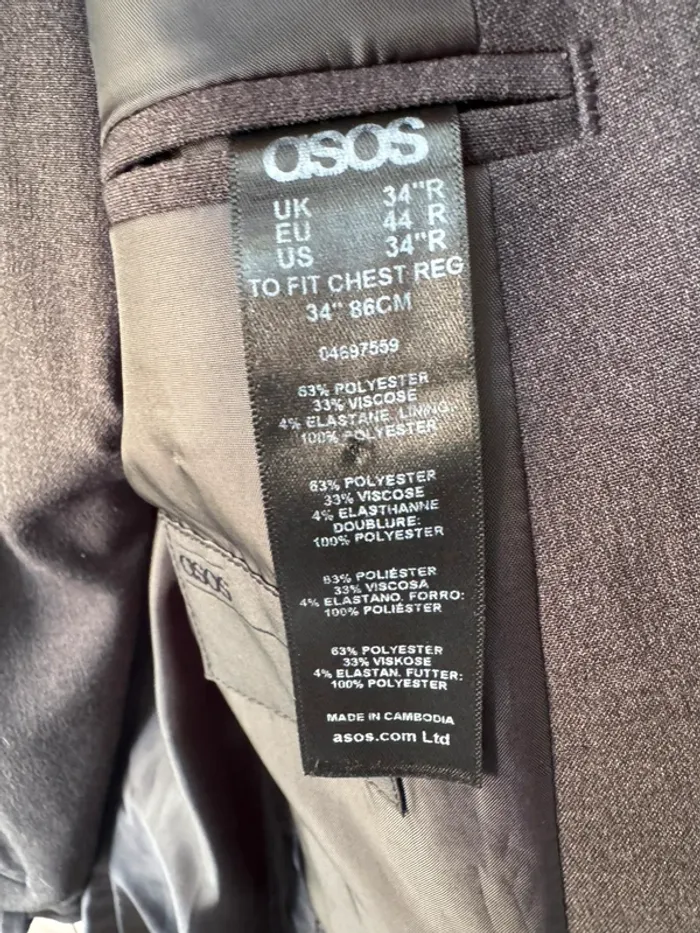 asos
UK 34"R
EU 44 R
US 34"R
TO FIT CHEST REG
34" 86CM
04697559
63% POLYESTER
33% VISCOSE
4% ELASTANE. LINING:
100% POLYESTER
63% POLYESTER
33% VISCOSE
4% ELASTHANNE
DOUBLURE:
100% POLYESTER
63% POLIÉSTER
33% VISCOSA
4% ELASTANO. FORRO:
100% POLIÉSTER
63% POLYESTER
33% VISKOSE
4% ELASTAN. FUTTER:
100% POLYESTER
MADE IN CAMBODIA
asos.com Ltd
asos